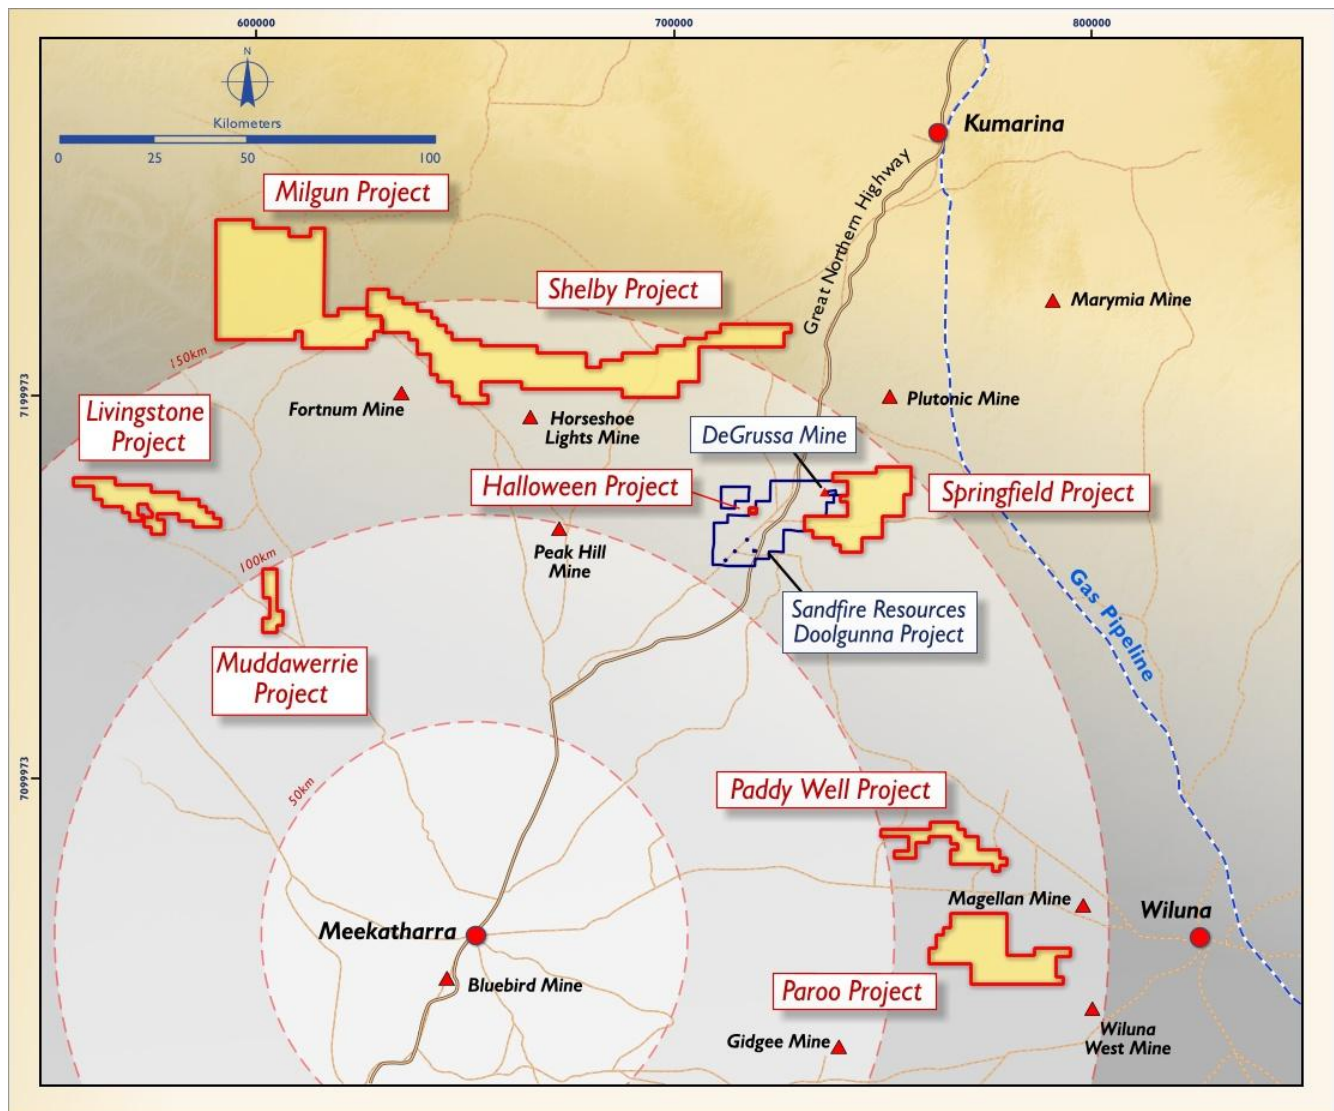 600000
700000
800000
N
Kilometers
0
25
50
100
Kumarina
Milgun Project
Great Northern Highway
Shelby Project
Marymia Mine
150km
7199973
Livingstone
Project
Fortnum Mine
Horseshoe
Lights Mine
Plutonic Mine
DeGrussa Mine
Halloween Project
Springfield Project
Peak Hill
Mine
100km
Gas Pipeline
Sandfire Resources
Doolgunna Project
Muddawerrie
Project
7099973
50km
Paddy Well Project
Magellan Mine
Wiluna
Meekatharra
Bluebird Mine
Paroo Project
Gidgee Mine
Wiluna
West Mine